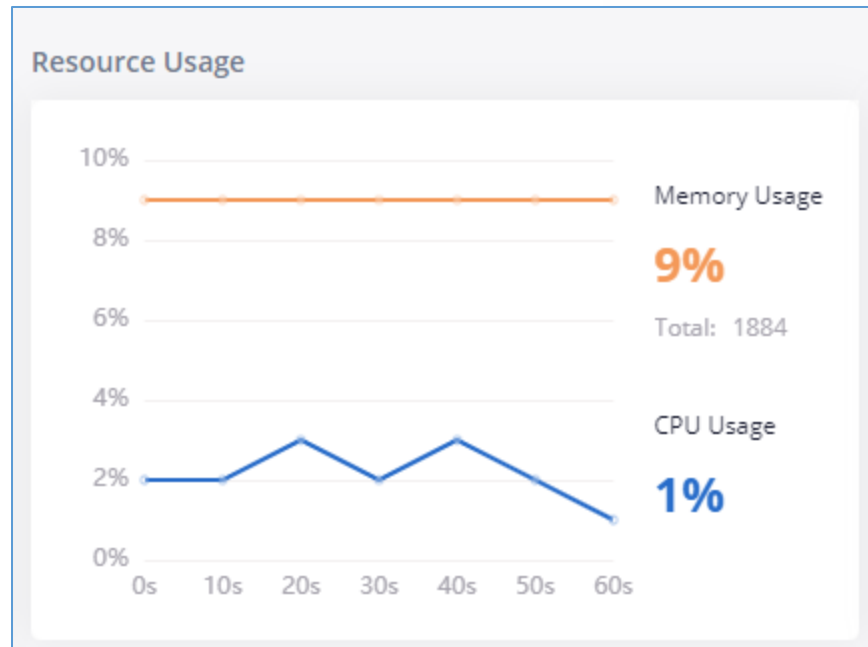 Resource Usage
10%
8%
6%
4%
2%
0%
0s 10s 20s 30s 40s 50s 60s
Memory Usage
9%
Total: 1884
CPU Usage
1%